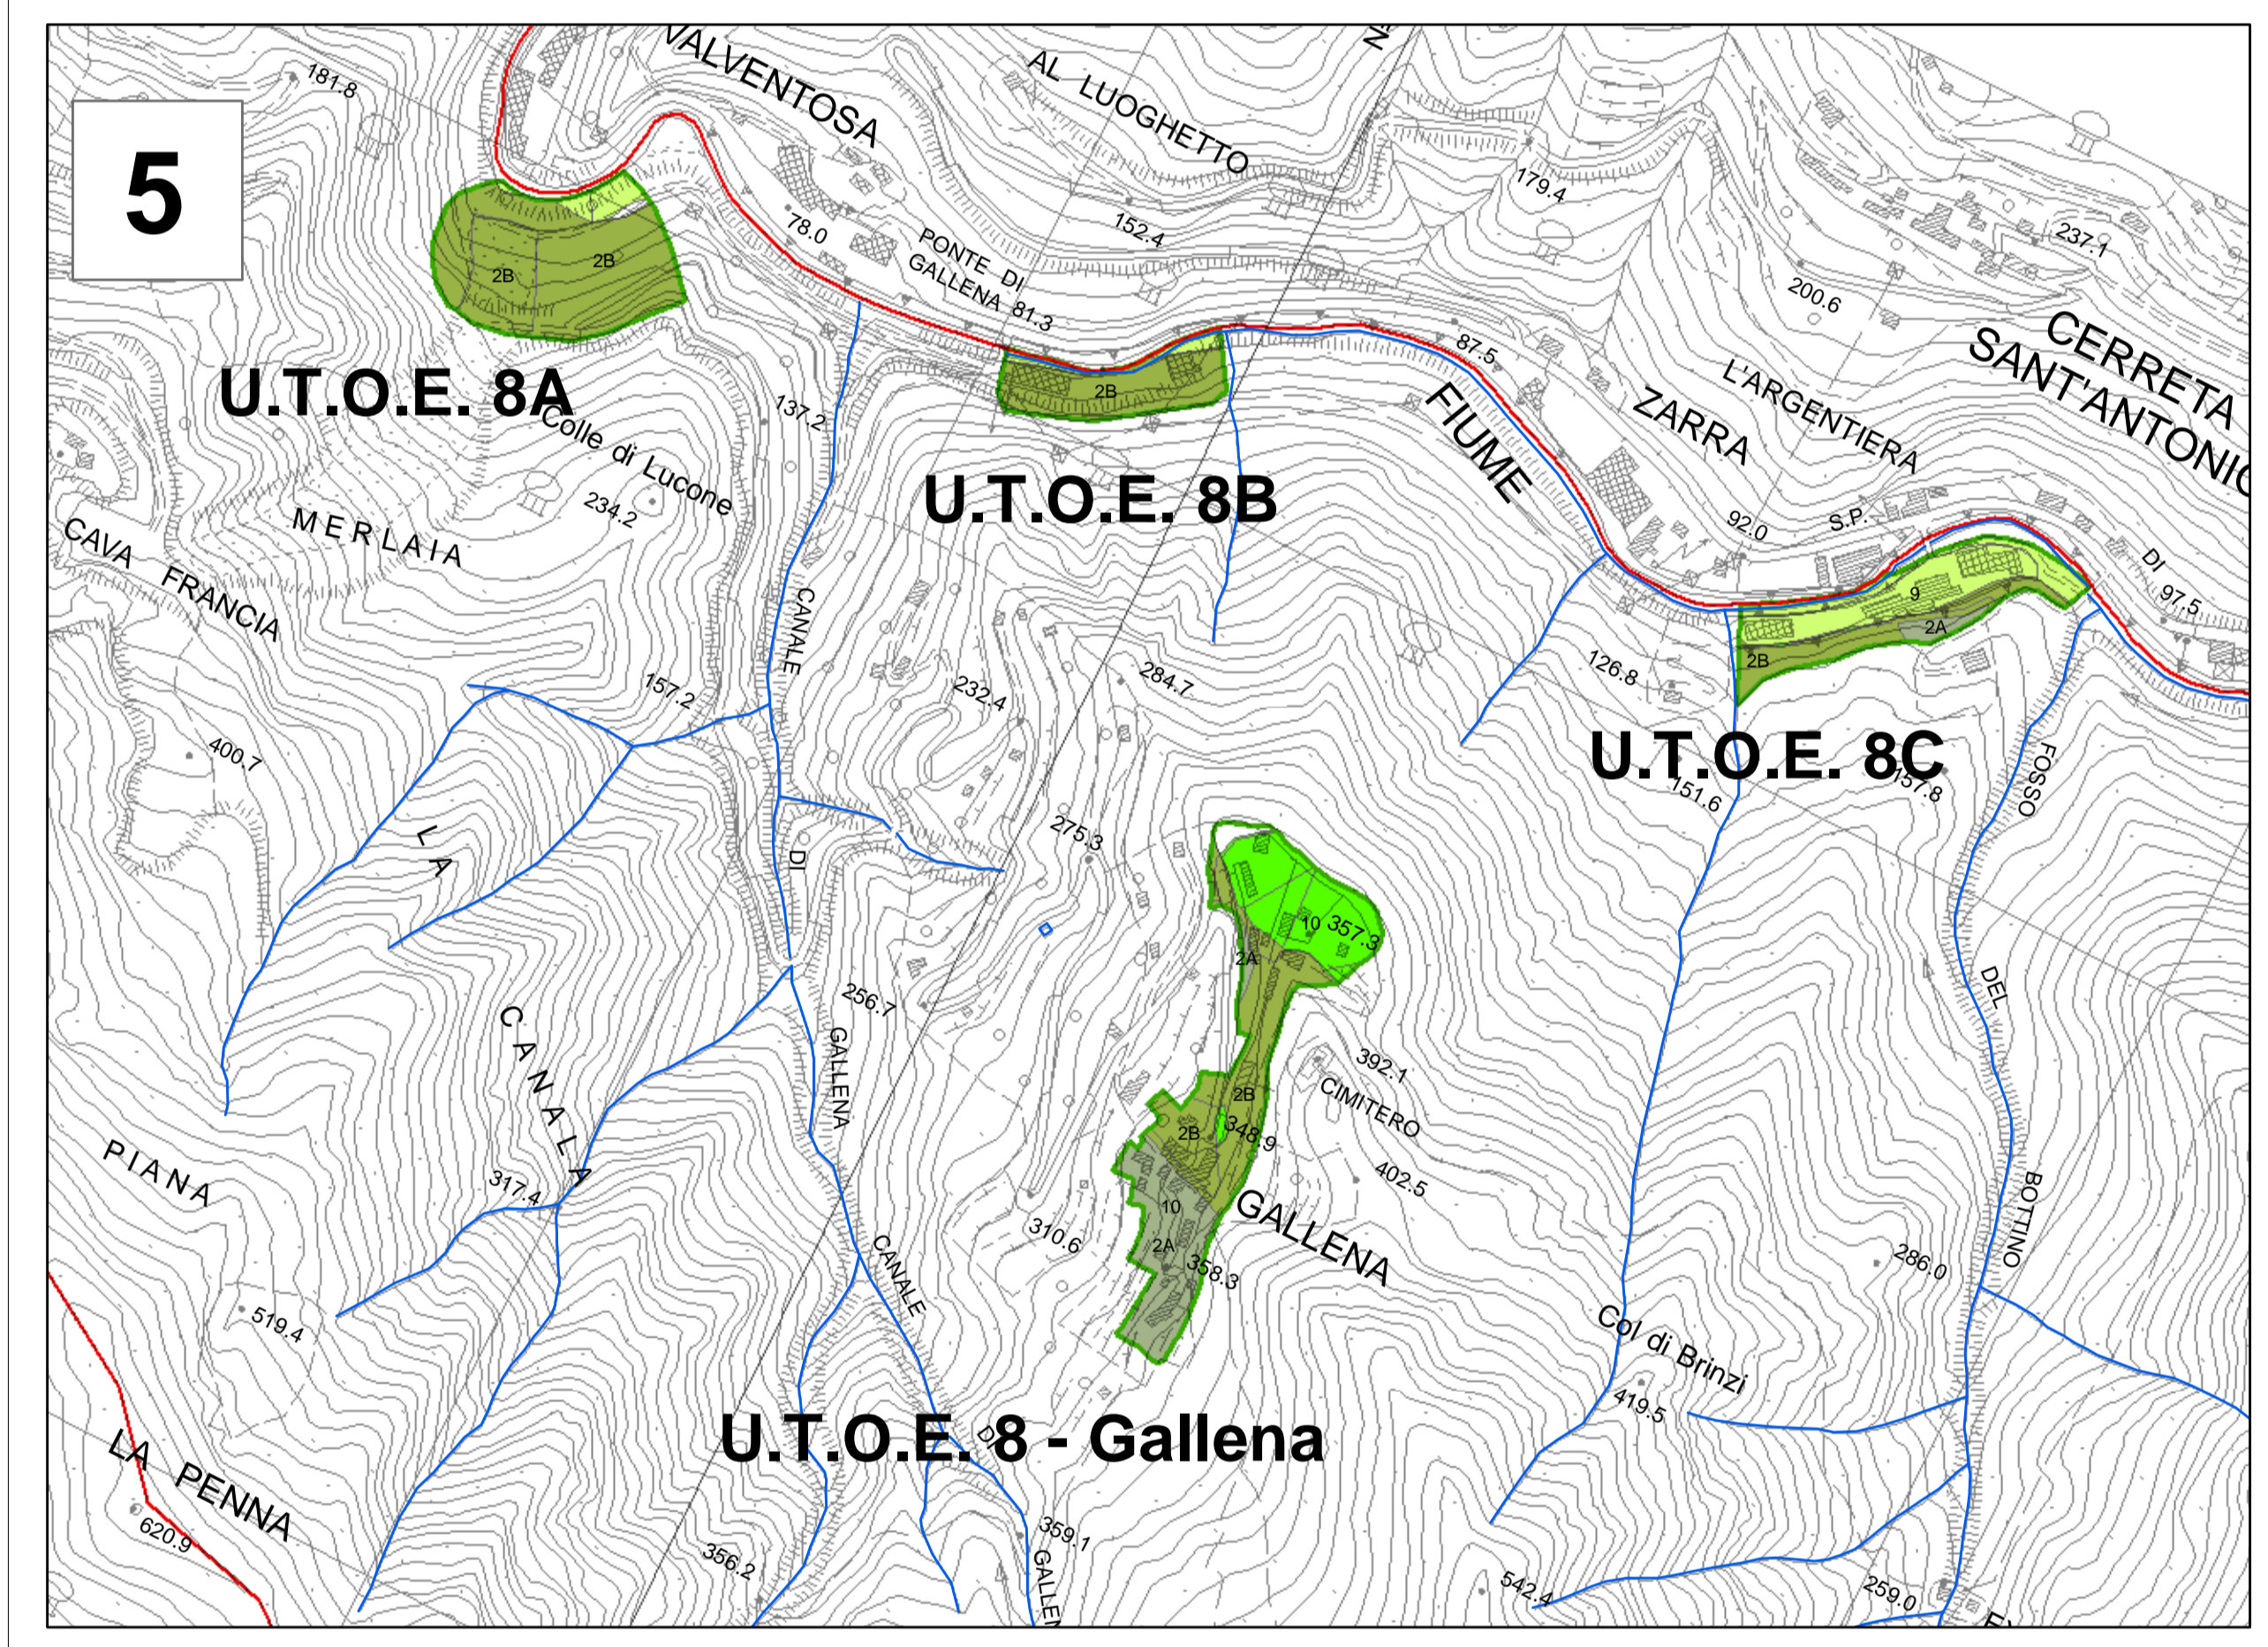 5
181.8
VALVENTOSA
AL LUOGHETTO
179.4
78.0
152.4
PONTE DI
GALLENA 81.3
237.1
200.6
CERRETA
SANT'ANTONIO
2B
2B
U.T.O.E. 8A
Colle di Lucone
234.2
137.2
2B
U.T.O.E. 8B
87.5
FIUME
ZARRA
L'ARGENTIERA
92.0
S.P.
DI
97.5
9
2A
2B
126.8
U.T.O.E. 8C
151.6
157.8
MERLAIA
CAVA FRANCIA
CANALE
DI
GALLENA
157.2
232.4
284.7
400.7
LA
CANALA
275.3
10
357.3
2A
256.7
392.1
CIMITERO
2B
2B
348.9
402.5
GALLENA
10
2A
358.3
310.6
FOSSO
DEL
BOTTINO
286.0
PIANA
317.4
519.4
CANALE
DI
Col di Brinzi
419.5
U.T.O.E. 8 - Gallena
LA PENNA
620.9
356.2
359.1
GALLEN
542.4
259.0